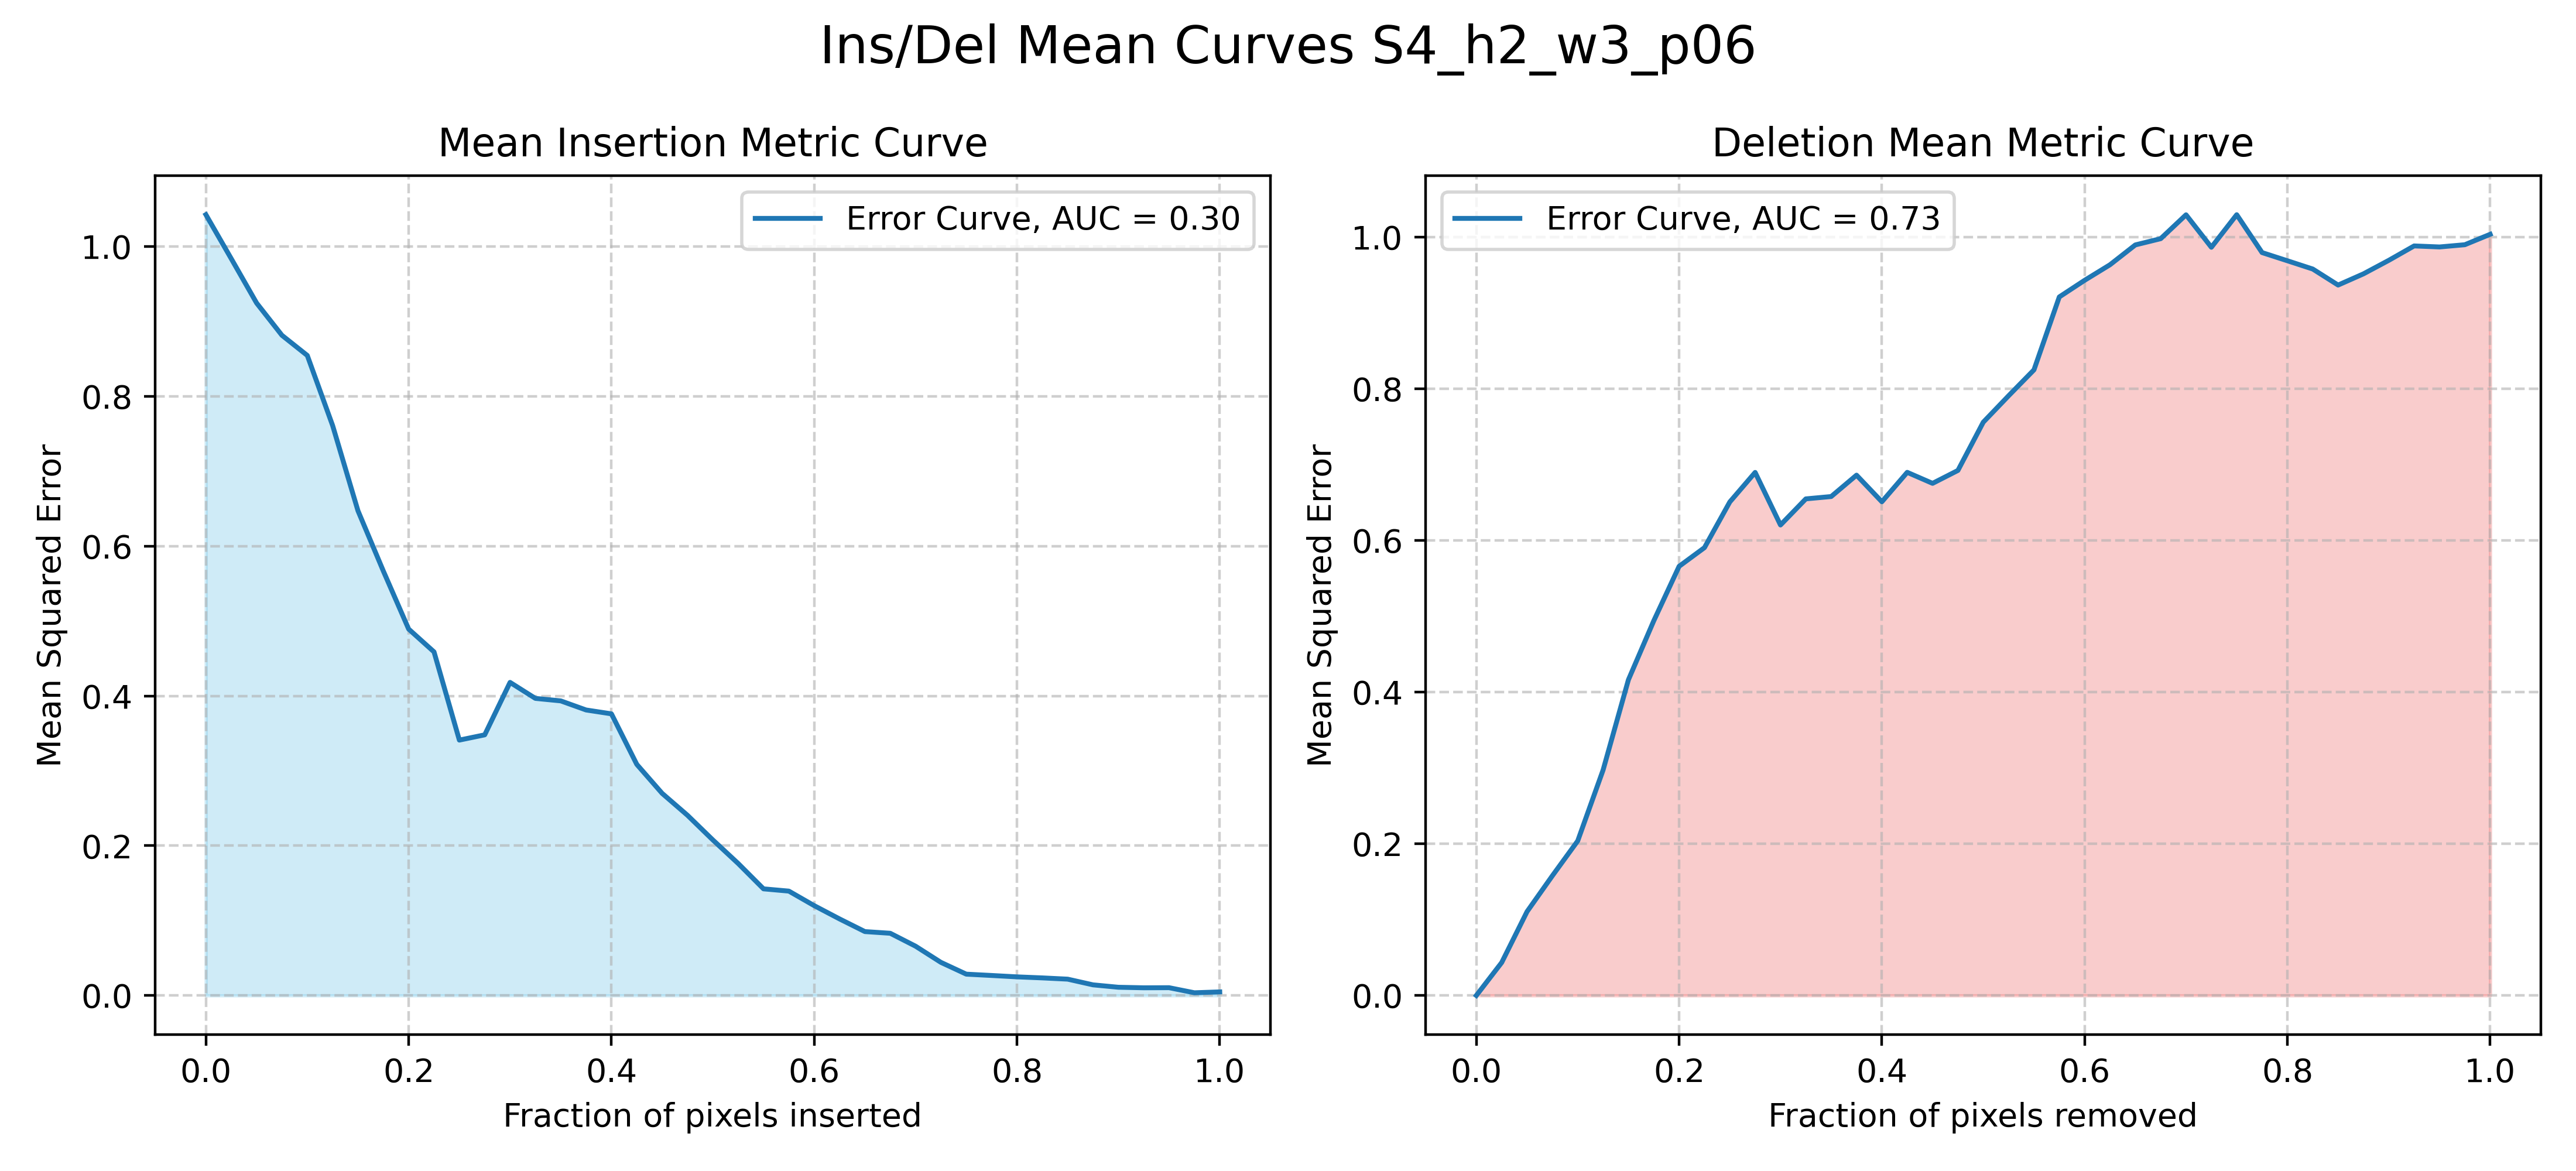 Ins/Del Mean Curves S4_h2_w3_p06
Mean Insertion Metric Curve
Error Curve, AUC = 0.30
Mean Squared Error
1.0
0.8
0.6
0.4
0.2
0.0
0.0 0.2 0.4 0.6 0.8 1.0
Fraction of pixels inserted
Deletion Mean Metric Curve
Error Curve, AUC = 0.73
Mean Squared Error
1.0
0.8
0.6
0.4
0.2
0.0
0.0 0.2 0.4 0.6 0.8 1.0
Fraction of pixels removed